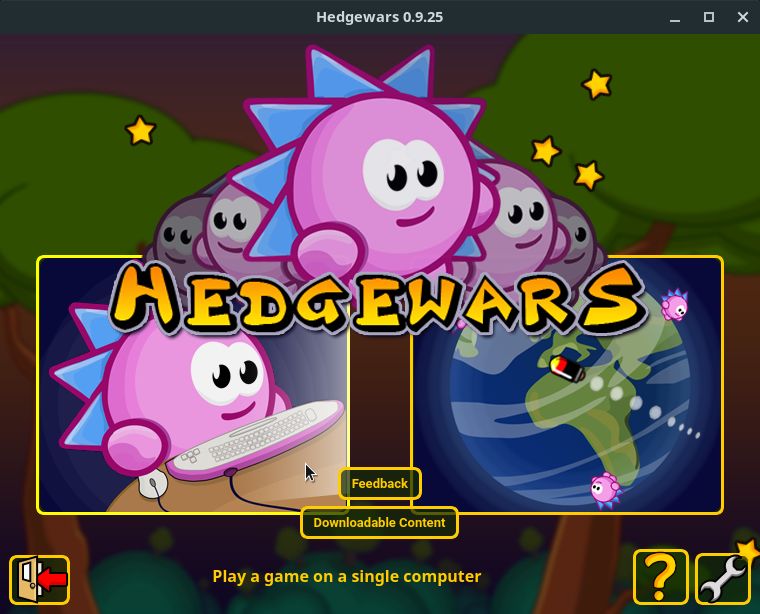 Hedgewars 0.9.25
HEDGEWARS
Feedback
Downloadable Content
Play a game on a single computer
?